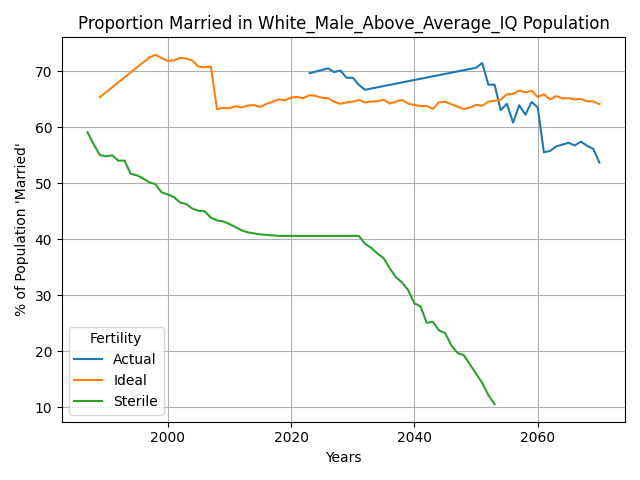 Proportion Married in White_Male_Above_Average_IQ Population
% of Population 'Married'
70
60
50
40
30
20
10
Fertility
Actual
Ideal
Sterile
2000
2020
2040
2060
Years